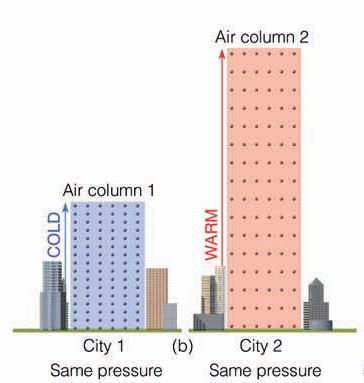 Air column 2
Air column 1
COLD
WARM
City 1 (b) City 2
Same pressure Same pressure